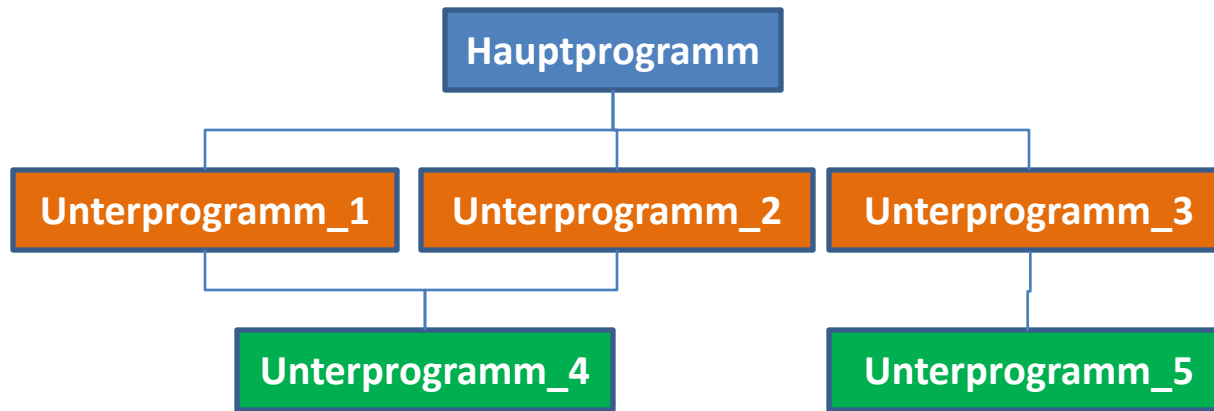 Hauptprogramm
Unterprogramm_1
Unterprogramm_2
Unterprogramm_3
Unterprogramm_4
Unterprogramm_5